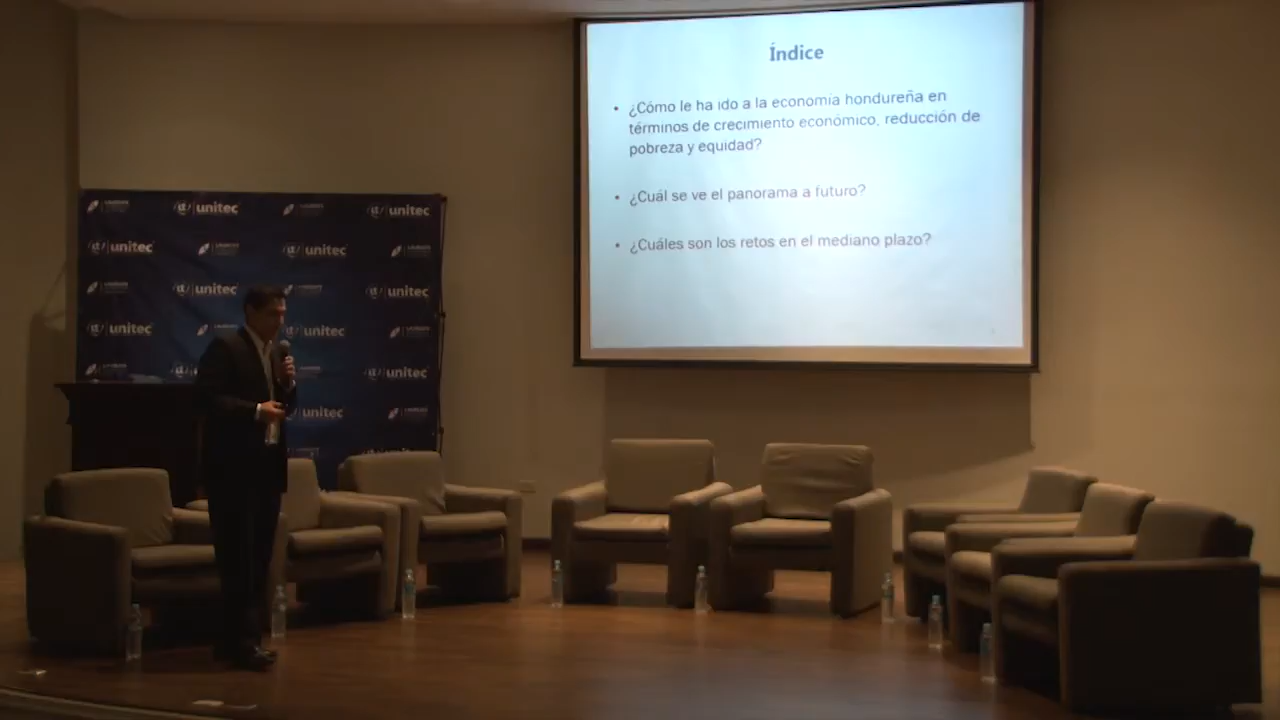 Índice
• ¿Cómo le ha ido a la economía hondureña en
términos de crecimiento económico, reducción de
pobreza y equidad?
• ¿Cuál se ve el panorama a futuro?
• ¿Cuáles son los retos en el mediano plazo?
unitec
unitec
unitec
unitec
unitec
unitec
unitec
unitec
unitec
unitec